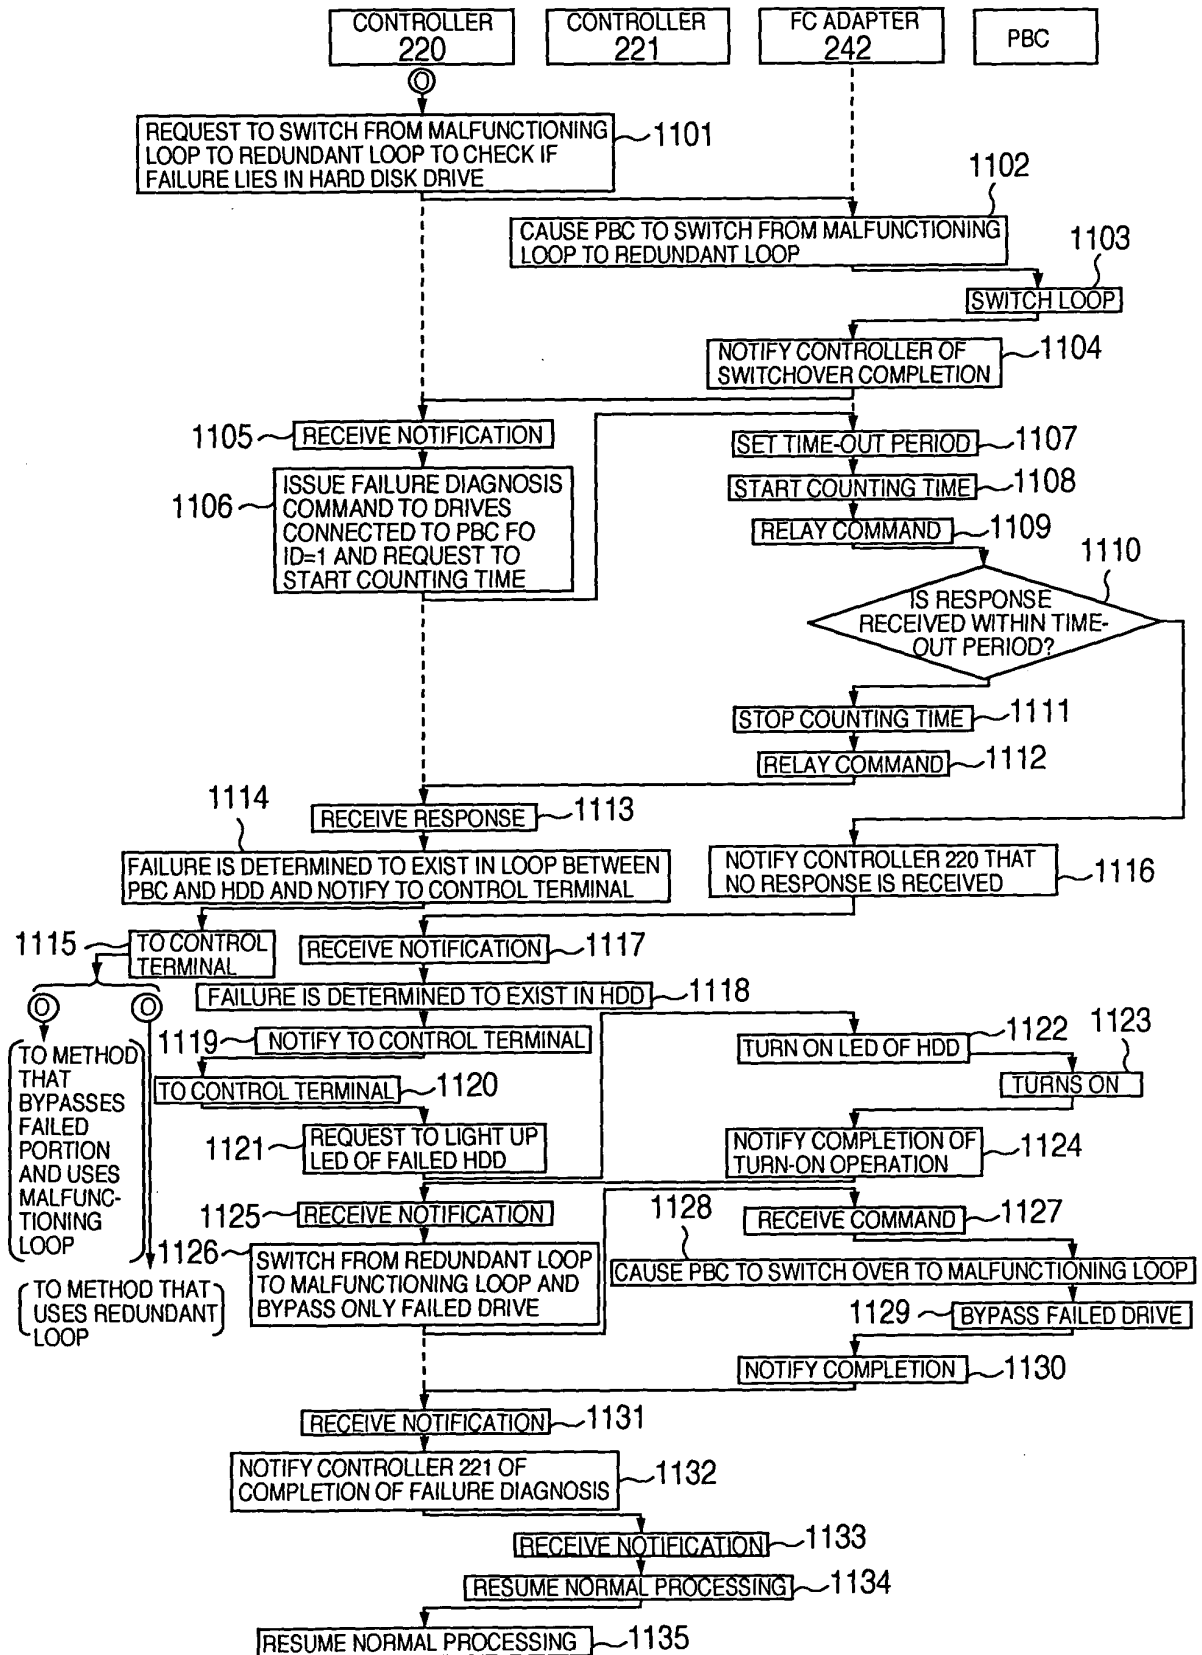 CONTROLLER
220
CONTROLLER
221
FC ADAPTER
242
PBC
REQUEST TO SWITCH FROM MALFUNCTIONING
LOOP TO REDUNDANT LOOP TO CHECK IF
FAILURE LIES IN HARD DISK DRIVE
1101
1102
CAUSE PBC TO SWITCH FROM MALFUNCTIONING
LOOP TO REDUNDANT LOOP
1103
SWITCH LOOP
NOTIFY CONTROLLER OF
SWITCHOVER COMPLETION
1104
1105
RECEIVE NOTIFICATION
SET TIME-OUT PERIOD
1107
1106
ISSUE FAILURE DIAGNOSIS
COMMAND TO DRIVES
CONNECTED TO PBC FO
ID=1 AND REQUEST TO
START COUNTING TIME
START COUNTING TIME
1108
RELAY COMMAND
1109
1110
IS RESPONSE
RECEIVED WITHIN TIME-
OUT PERIOD?
STOP COUNTING TIME
1111
RELAY COMMAND
1112
1114
RECEIVE RESPONSE
1113
FAILURE IS DETERMINED TO EXIST IN LOOP BETWEEN
PBC AND HDD AND NOTIFY TO CONTROL TERMINAL
NOTIFY CONTROLLER 220 THAT
NO RESPONSE IS RECEIVED
1116
1115
TO CONTROL
TERMINAL
RECEIVE NOTIFICATION
1117
FAILURE IS DETERMINED TO EXIST IN HDD
1118
1119
NOTIFY TO CONTROL TERMINAL
TURN ON LED OF HDD
1122
1123
TO METHOD
THAT
BYPASSES
FAILED
PORTION
AND USES
MALFUNC-
TIONING
LOOP
TO CONTROL TERMINAL
1120
TURNS ON
1121
REQUEST TO LIGHT UP
LED OF FAILED HDD
NOTIFY COMPLETION OF
TURN-ON OPERATION
1124
1125
RECEIVE NOTIFICATION
1128
RECEIVE COMMAND
1127
1126
SWITCH FROM REDUNDANT LOOP
TO MALFUNCTIONING LOOP AND
BYPASS ONLY FAILED DRIVE
CAUSE PBC TO SWITCH OVER TO MALFUNCTIONING LOOP
TO METHOD THAT
USES REDUNDANT
LOOP
1129
BYPASS FAILED DRIVE
NOTIFY COMPLETION
1130
RECEIVE NOTIFICATION
1131
NOTIFY CONTROLLER 221 OF
COMPLETION OF FAILURE DIAGNOSIS
1132
RECEIVE NOTIFICATION
1133
RESUME NORMAL PROCESSING
1134
RESUME NORMAL PROCESSING
1135